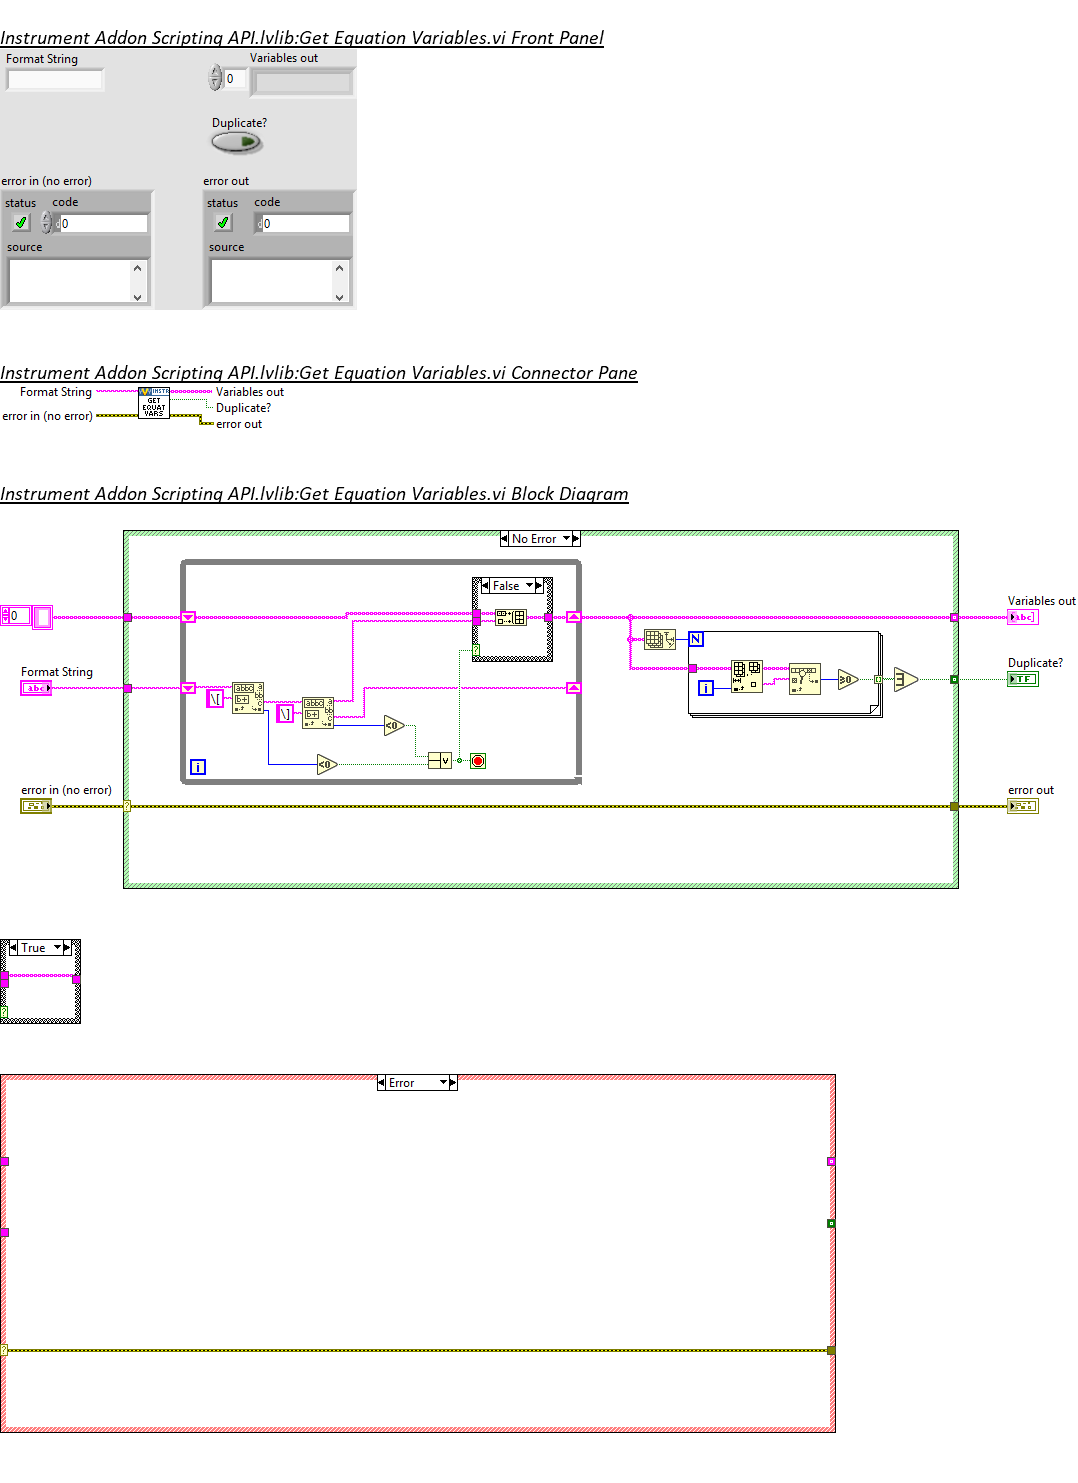 Instrument Addon Scripting API.lvlib:Get Equation Variables.vi Front Panel
Format String
Variables out
0
Duplicate?
error in (no error)
error out
status code
status code
0
0
source
source
Instrument Addon Scripting API.lvlib:Get Equation Variables.vi Connector Pane
Format String
Variables out
INSTR
GET
EQUAT
VARS
Duplicate?
error in (no error)
error out
Instrument Addon Scripting API.lvlib:Get Equation Variables.vi Block Diagram
No Error
False
0
Variables out
abc
N
Format String
abc
Duplicate?
TF
i
\[
\]
≥0
<0
<0
v
i
error in (no error)
error out
?
?
True
?
Error
?